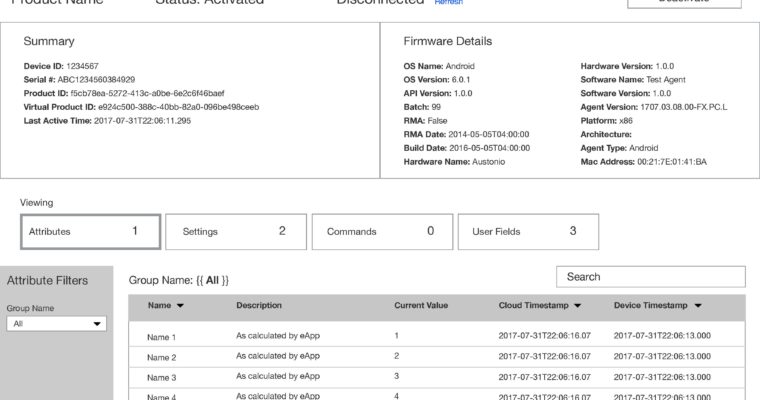 Product Name Status: Activated Disconnected Refresh Deactivate
Summary
Device ID: 1234567
Serial #: ABC1234560384929
Product ID: f5cb78ea-5272-413c-a0be-6e2c6f46baef
Virtual Product ID: e924c500-388c-40bb-82a0-096be498ceeb
Last Active Time: 2017-07-31T22:06:11.295
Firmware Details
OS Name: Android
OS Version: 6.0.1
API Version: 1.0.0
Batch: 99
RMA: False
RMA Date: 2014-05-05T04:00:00
Build Date: 2016-05-05T04:00:00
Hardware Name: Austonio
Hardware Version: 1.0.0
Software Name: Test Agent
Software Version: 1.0.0
Agent Version: 1707.03.08.00-FX.PC.L
Platform: x86
Architecture:
Agent Type: Android
Mac Address: 00:21:7E:01:41:BA
Viewing
Attributes 1
Settings 2
Commands 0
User Fields 3
Attribute Filters
Group Name
All
Group Name: {{ All }}
Search
Name Description Current Value Cloud Timestamp Device Timestamp
Name 1 As calculated by eApp 1 2017-07-31T22:06:16.07 2017-07-31T22:06:13.000
Name 2 As calculated by eApp 2 2017-07-31T22:06:16.07 2017-07-31T22:06:13.000
Name 3 As calculated by eApp 3 2017-07-31T22:06:16.07 2017-07-31T22:06:13.000
Name 4 As calculated by eApp 4 2017-07-31T22:06:16.07 2017-07-31T22:06:13.000